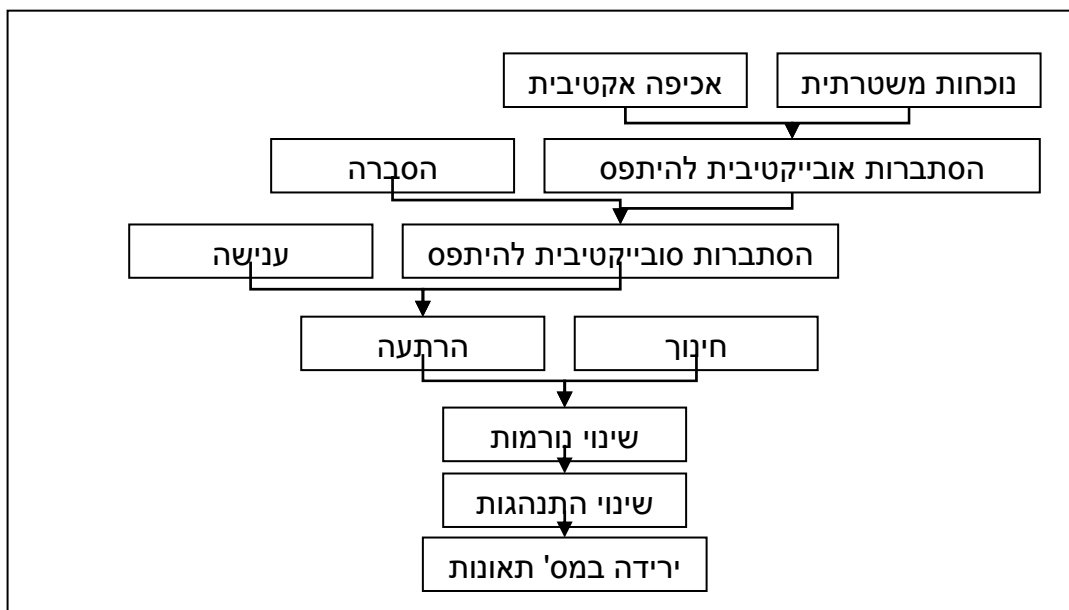 נוכחות משטרתית
אכיפה אקטיבית
הסתברות אובייקטיבית להיתפס
הסברה
הסתברות סובייקטיבית להיתפס
ענישה
חינוך
הרתעה
שינוי נורמות
שינוי התנהגות
ירידה במס' תאונות